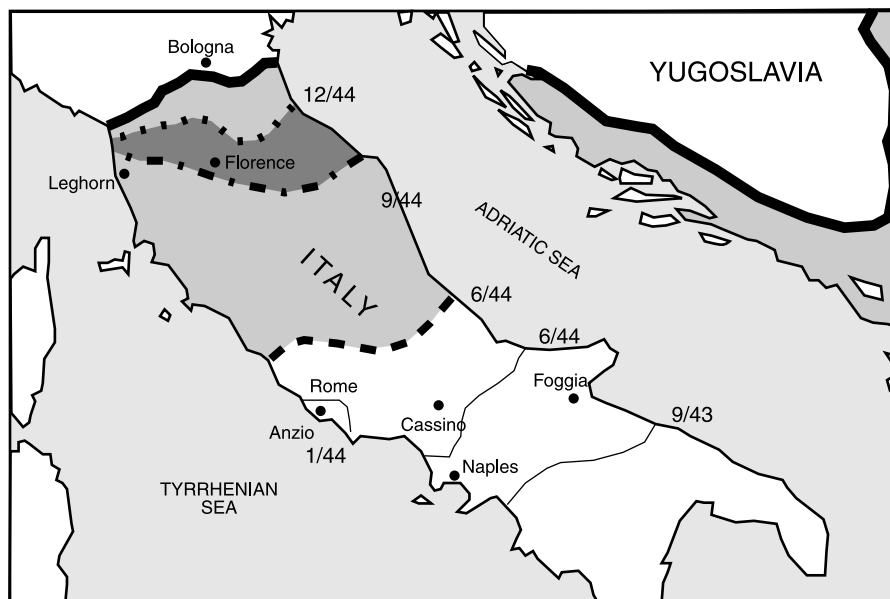 Bologna
YUGOSLAVIA
12/44
Florence
Leghorn
9/44
ADRIATIC SEA
ITALY
6/44
6/44
Rome
Foggia
Anzio
Cassino
9/43
1/44
Naples
TYRRHENIAN
SEA